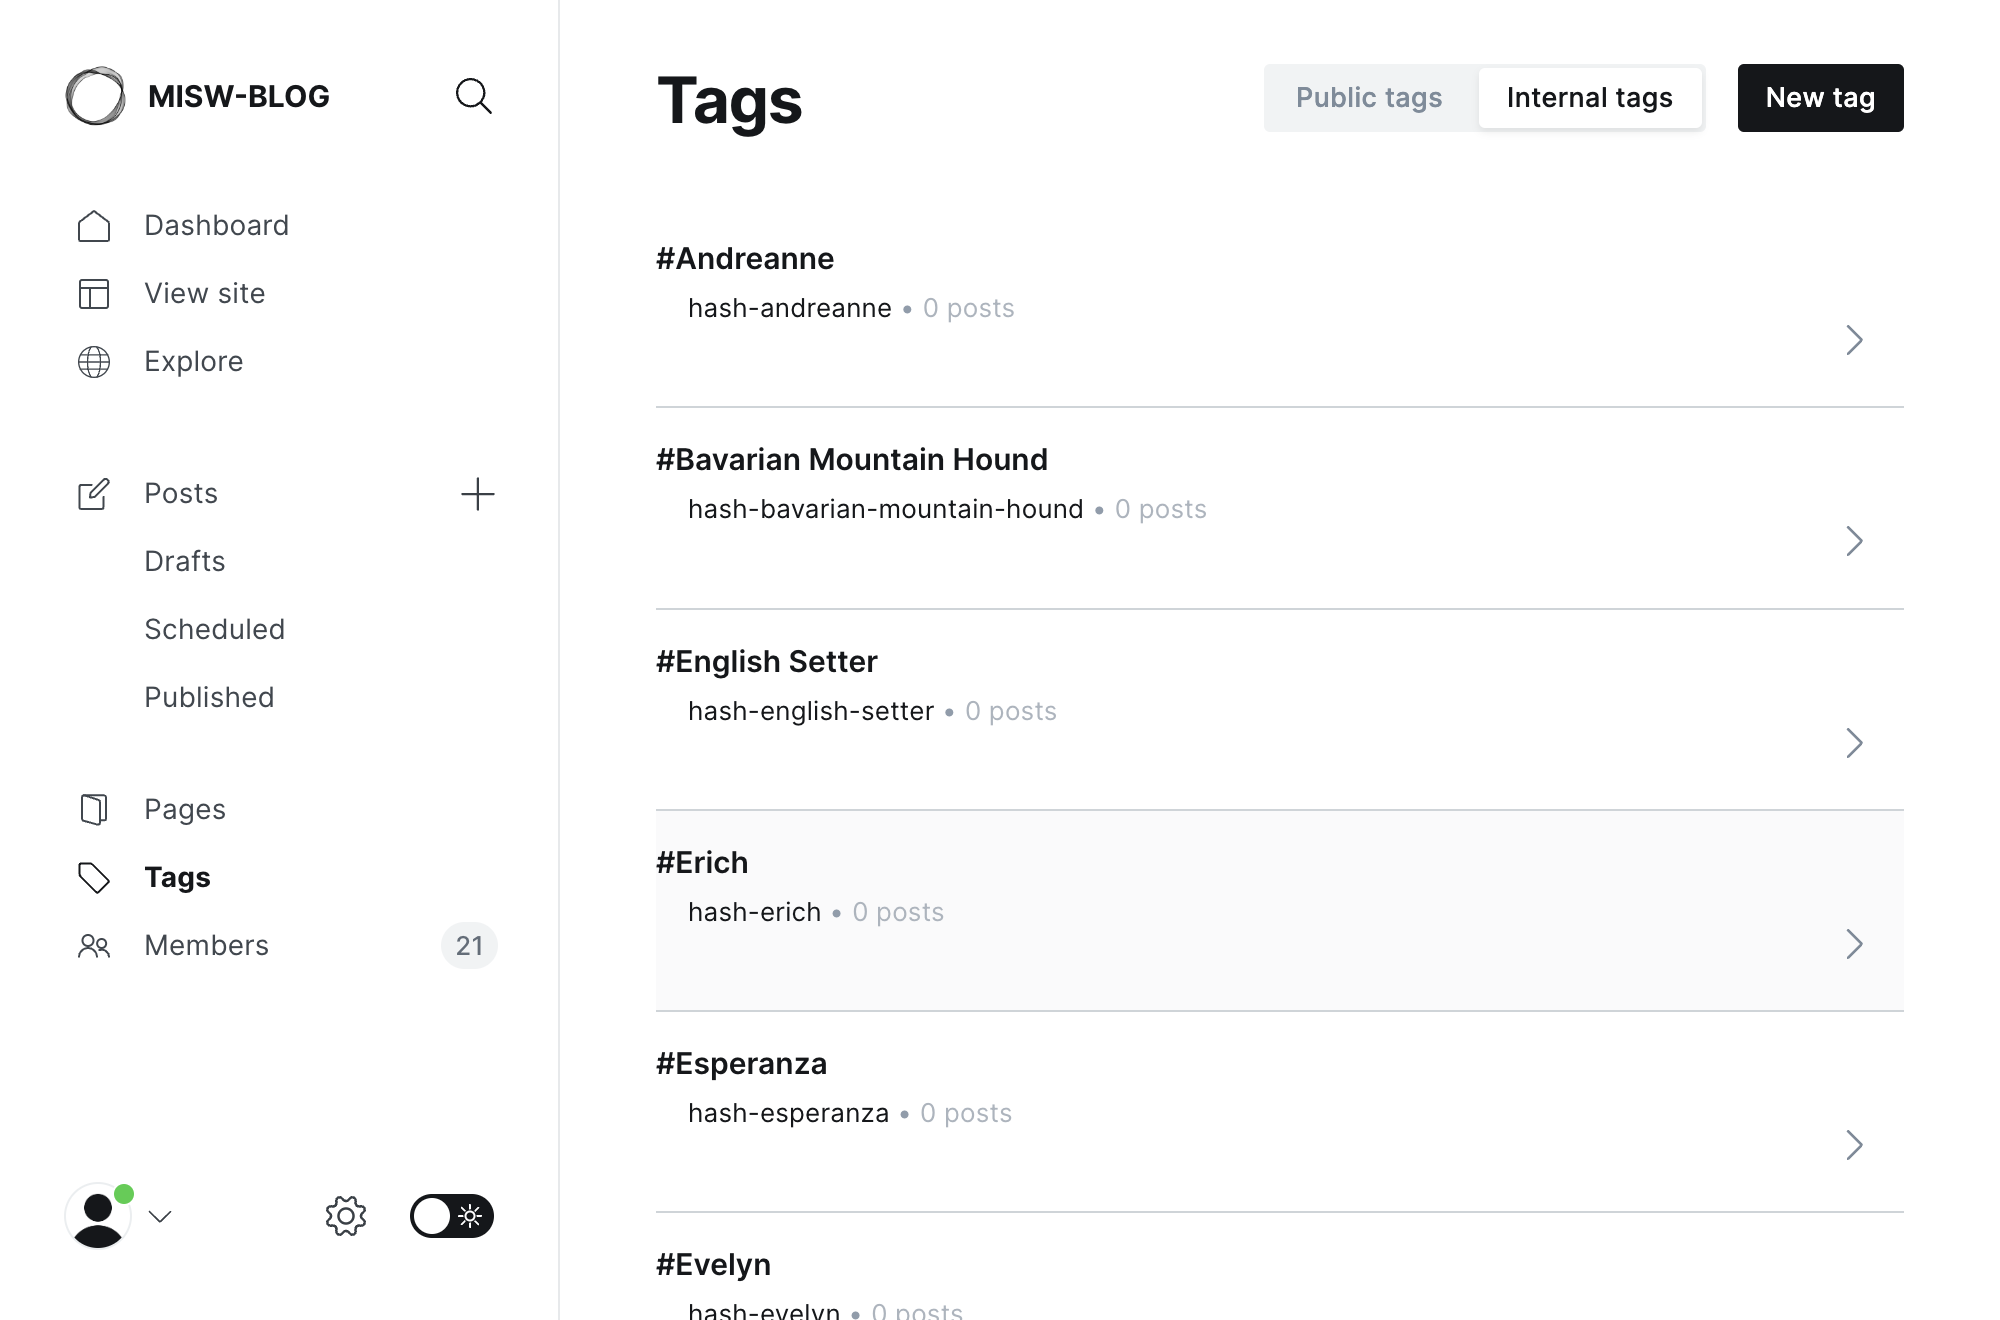 MISW-BLOG
Dashboard
View site
Explore
Posts
Drafts
Scheduled
Published
Pages
Tags
Members 21
Tags
Public tags Internal tags New tag
#Andreanne
hash-andreanne • 0 posts
#Bavarian Mountain Hound
hash-bavarian-mountain-hound • 0 posts
#English Setter
hash-english-setter • 0 posts
#Erich
hash-erich • 0 posts
#Esperanza
hash-esperanza • 0 posts
#Evelyn
hash-evelyn • 0 posts